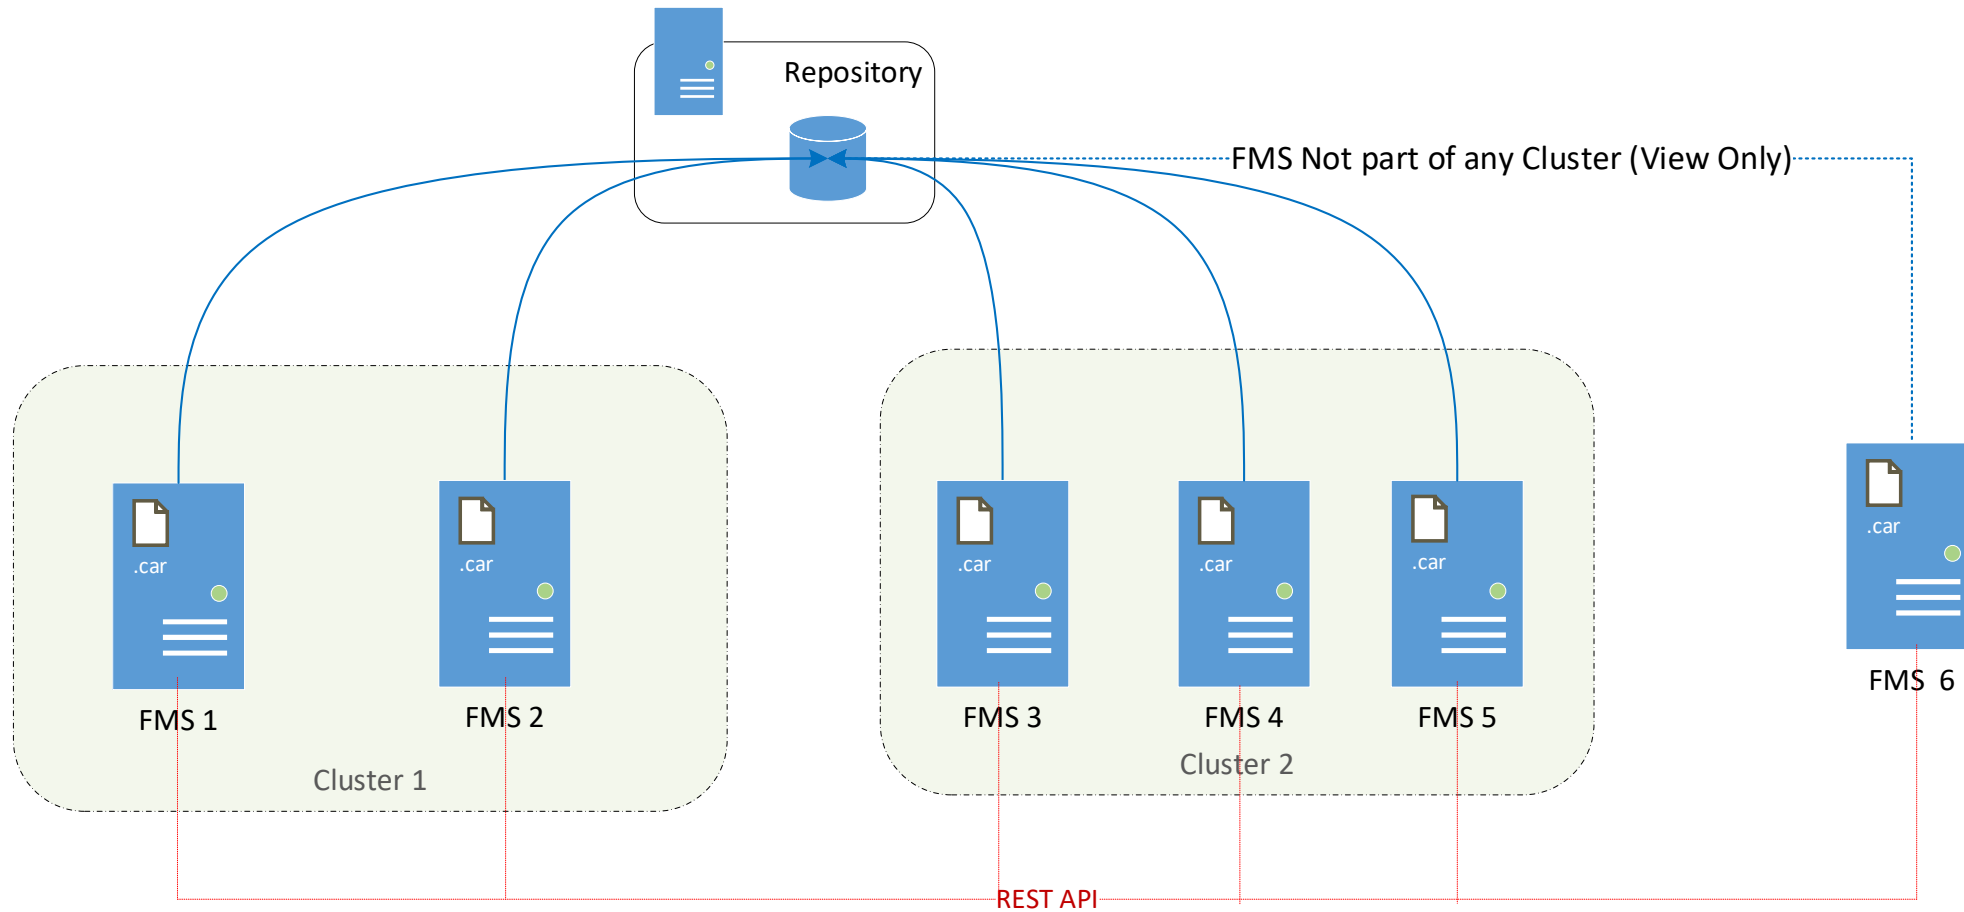 Repository
FMS Not part of any Cluster (View Only)
.car
.car
.car
.car
.car
.car
FMS 1
FMS 2
FMS 3
FMS 4
FMS 5
FMS 6
Cluster 1
Cluster 2
REST API